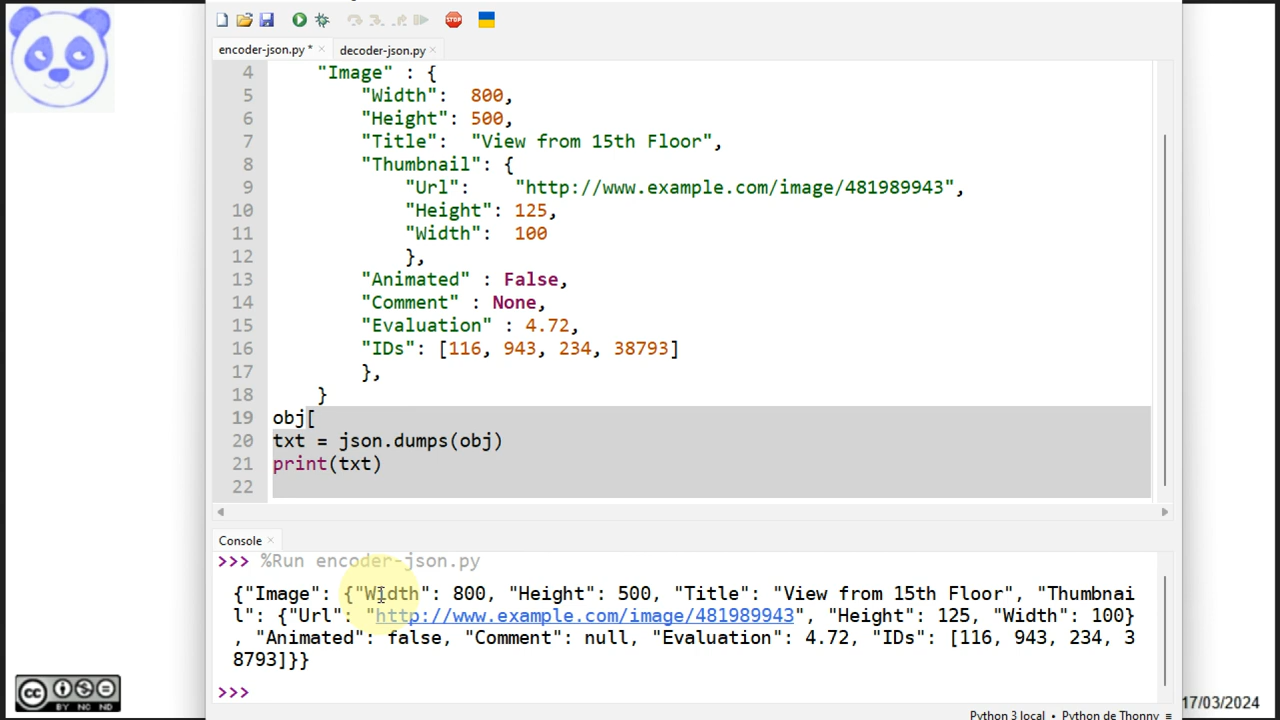 STOP
encoder-json.py * ×
decoder-json.py ×
4 "Image" : {
5 "Width": 800,
6 "Height": 500,
7 "Title": "View from 15th Floor",
8 "Thumbnail": {
9 "Url": "http://www.example.com/image/481989943",
10 "Height": 125,
11 "Width": 100
12 },
13 "Animated" : False,
14 "Comment" : None,
15 "Evaluation" : 4.72,
16 "IDs": [116, 943, 234, 38793]
17 },
18 }
19 obj[
20 txt = json.dumps(obj)
21 print(txt)
22
Console ×
>>> %Run encoder-json.py
{"Image": {"Width": 800, "Height": 500, "Title": "View from 15th Floor", "Thumbnai
l": {"Url": "http://www.example.com/image/481989943", "Height": 125, "Width": 100}
, "Animated": false, "Comment": null, "Evaluation": 4.72, "IDs": [116, 943, 234, 3
8793]}}
>>>
cc
BY NC ND
17/03/2024
Python 3 local • Python de Thonny ≡